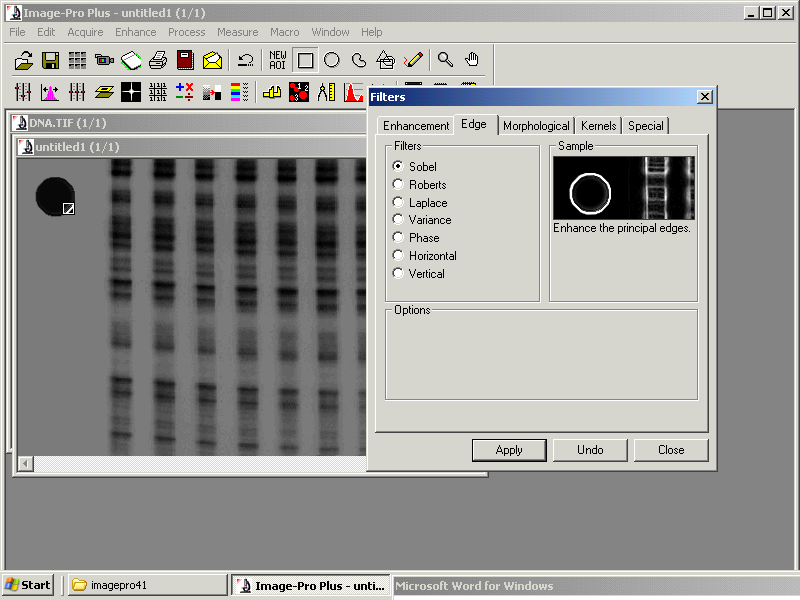 Image-Pro Plus - untitled1 (1/1)
File Edit Acquire Enhance Process Measure Macro Window Help
NEW
AOI
DNA.TIF (1/1)
untitled1 (1/1)
Filters
Enhancement Edge Morphological Kernels Special
Filters
Sobel
Roberts
Laplace
Variance
Phase
Horizontal
Vertical
Sample
Enhance the principal edges.
Options
Apply Undo Close
Start imagepro41 Image-Pro Plus - unti... Microsoft Word for Windows